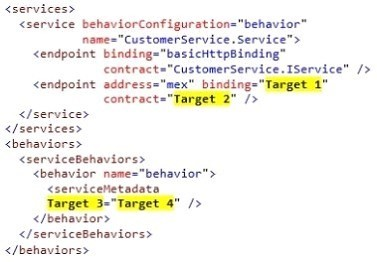 <services>
<service behaviorConfiguration="behavior"
name="CustomerService.Service">
<endpoint binding="basicHttpBinding"
contract="CustomerService.IService" />
<endpoint address="mex" binding="Target 1"
contract="Target 2" />
</service>
</services>
<behaviors>
<serviceBehaviors>
<behavior name="behavior">
<serviceMetadata
Target 3="Target 4" />
</behavior>
</serviceBehaviors>
</behaviors>